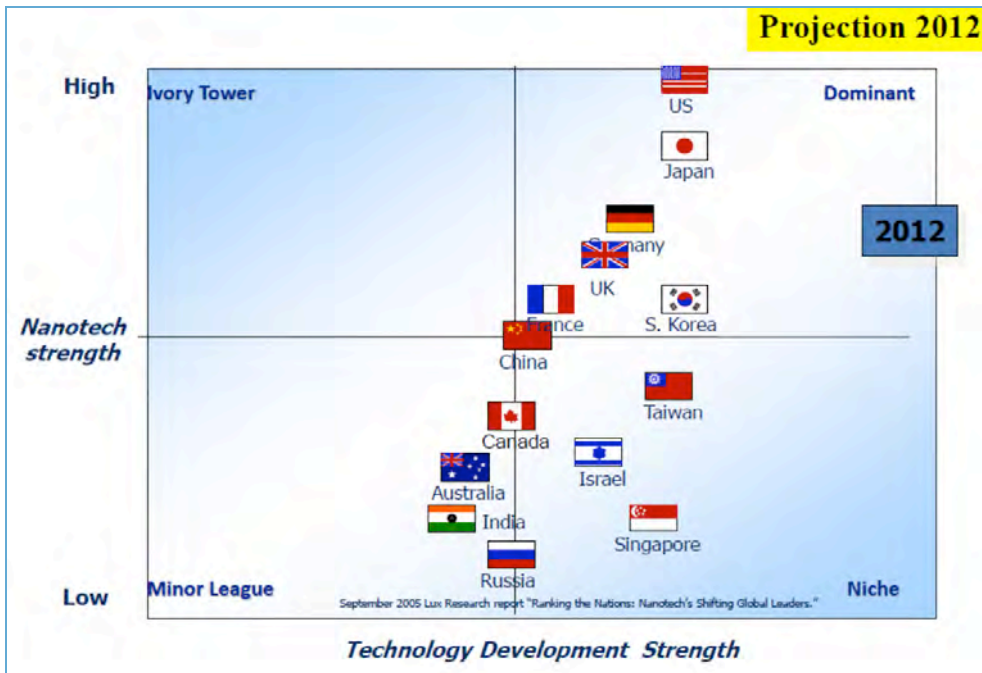 Projection 2012
High
Ivory Tower
Dominant
US
Japan
2012
Germany
UK
France
S. Korea
Nanotech
strength
China
Taiwan
Canada
Israel
Australia
India
Singapore
Russia
Low
Minor League
Niche
September 2005 Lux Research report "Ranking the Nations: Nanotech's Shifting Global Leaders."
Technology Development Strength